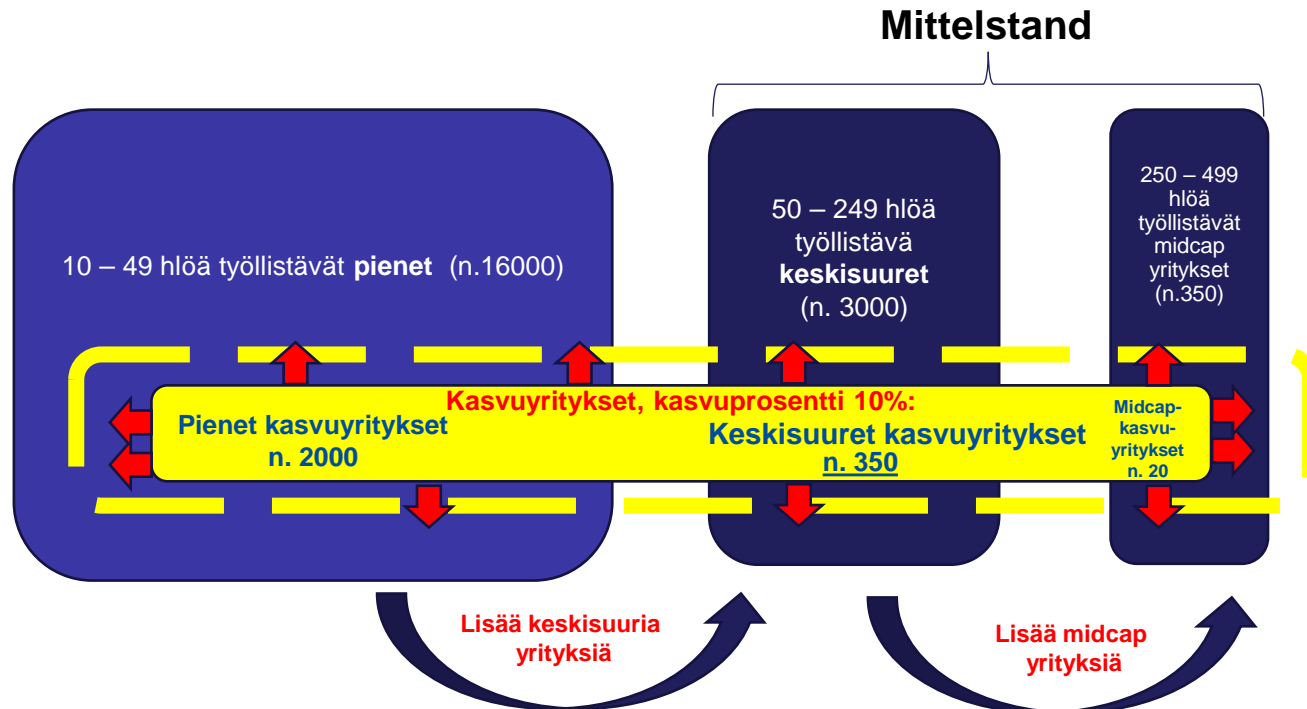 Mittelstand
10 – 49 hlöä työllistävät pienet (n.16000)
50 – 249 hlöä
työllistävä
keskisuuret
(n. 3000)
250 – 499
hlöä
työllistävät
midcap
yritykset
(n.350)
Kasvuyritykset, kasvuprosentti 10%:
Pienet kasvuyritykset
n. 2000
Keskisuuret kasvuyritykset
n. 350
Midcap-
kasvu-
yritykset
n. 20
Lisää keskisuuria
yrityksiä
Lisää midcap
yrityksiä